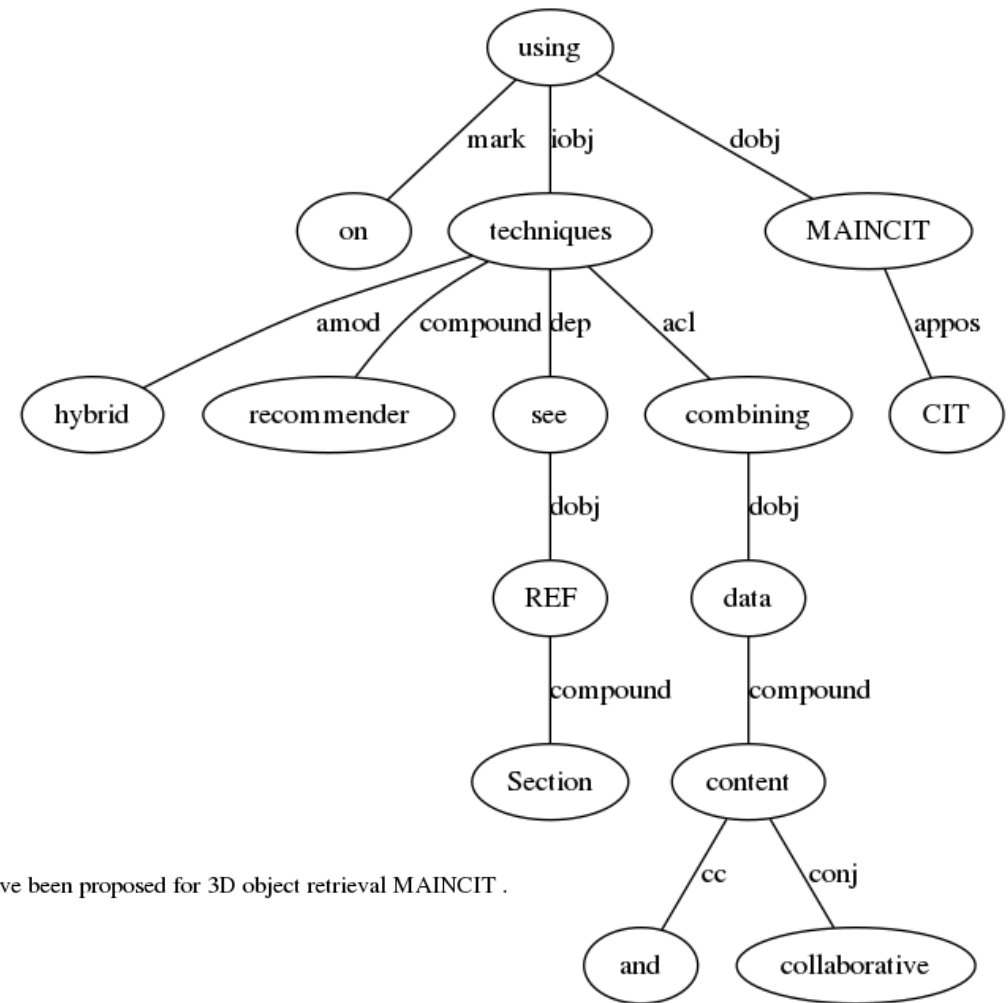 using
mark iobj dobj
on techniques MAINCIT
amod compound dep acl appos
hybrid recommender see combining CIT
dobj dobj
REF data
compound compound
Section content
ve been proposed for 3D object retrieval MAINCIT .
cc conj
and collaborative